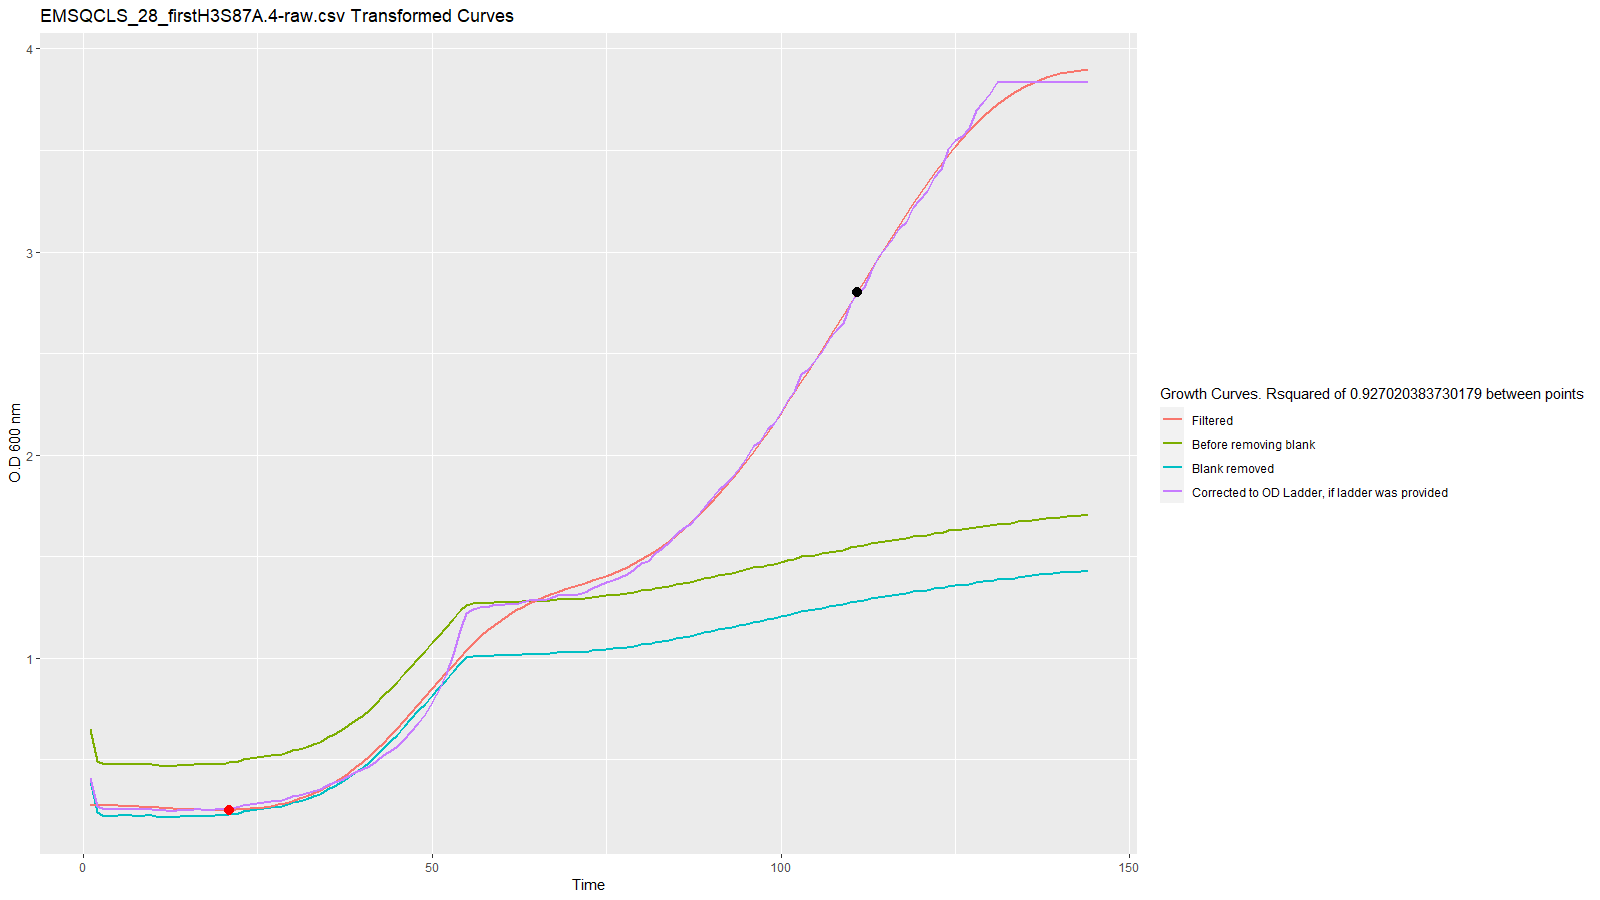 EMSQCLS_28_firstH3S87A.4-raw.csv Transformed Curves
4
3
2
1
O.D 600 nm
0
50
100
150
Time
Growth Curves. Rsquared of 0.927020383730179 between points
Filtered
Before removing blank
Blank removed
Corrected to OD Ladder, if ladder was provided